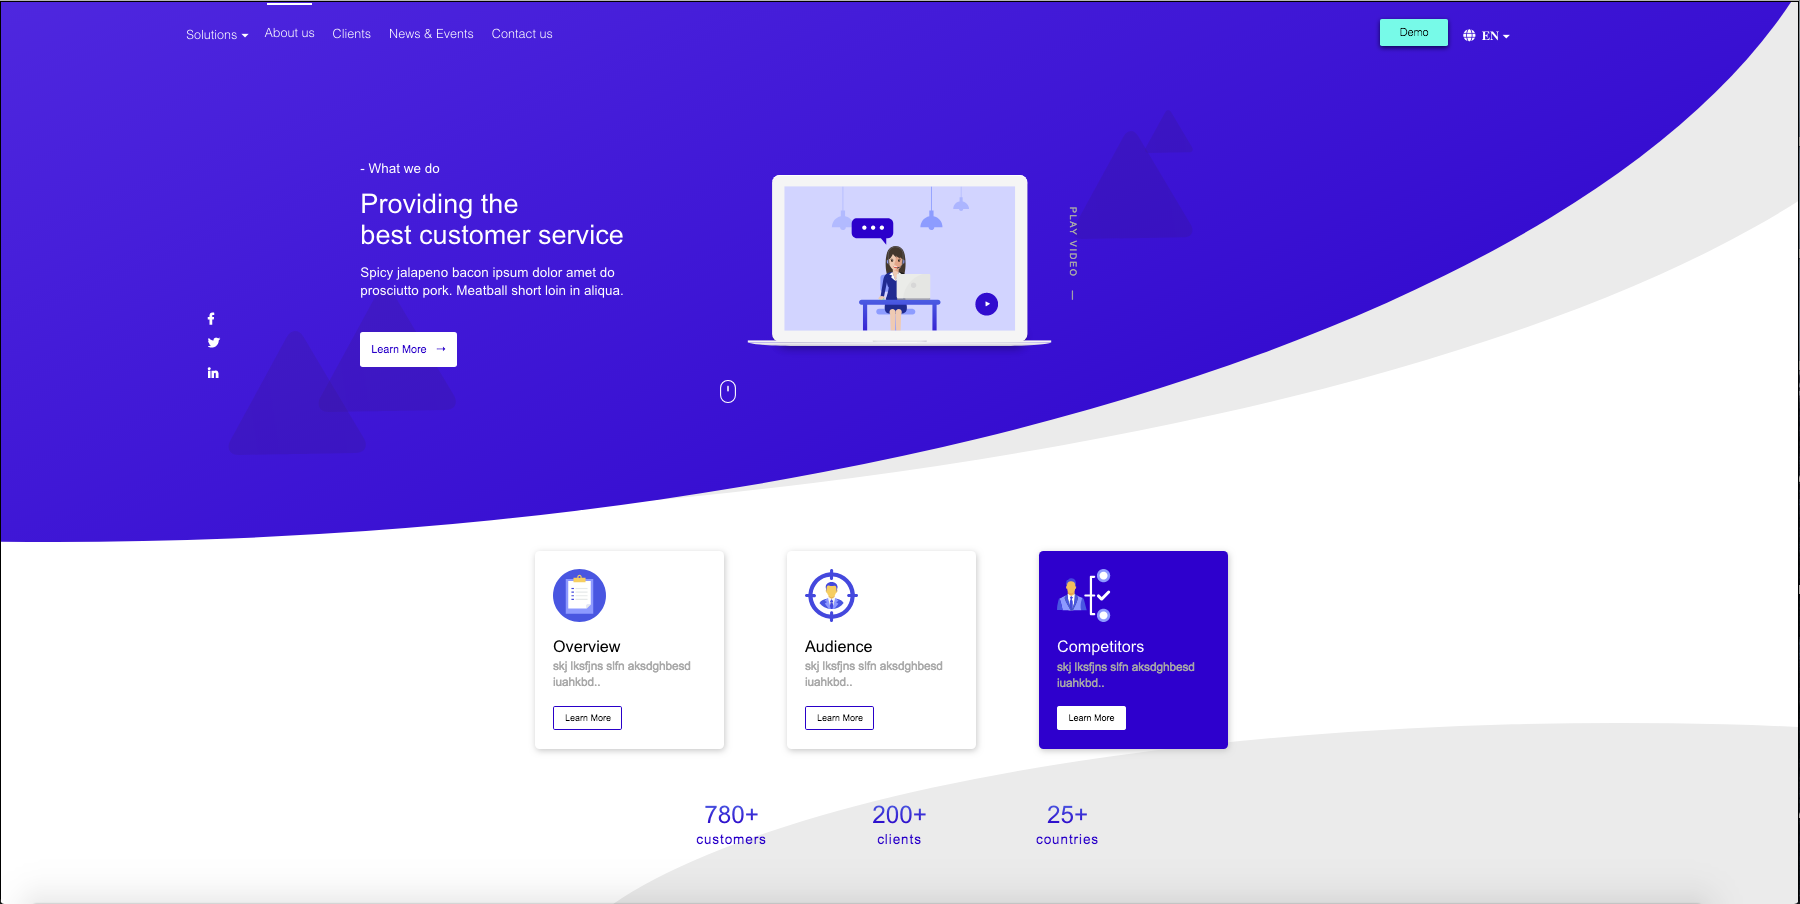 Solutions
About us
Clients
News & Events
Contact us
Demo
EN
- What we do
Providing the
best customer service
Spicy jalapeno bacon ipsum dolor amet do
prosciutto pork. Meatball short loin in aliqua.
Learn More →
PLAY VIDEO —
Overview
skj lksfjns slfn aksdghbesd
iuahkbd..
Learn More
Audience
skj lksfjns slfn aksdghbesd
iuahkbd..
Learn More
Competitors
skj lksfjns slfn aksdghbesd
iuahkbd..
Learn More
780+
customers
200+
clients
25+
countries